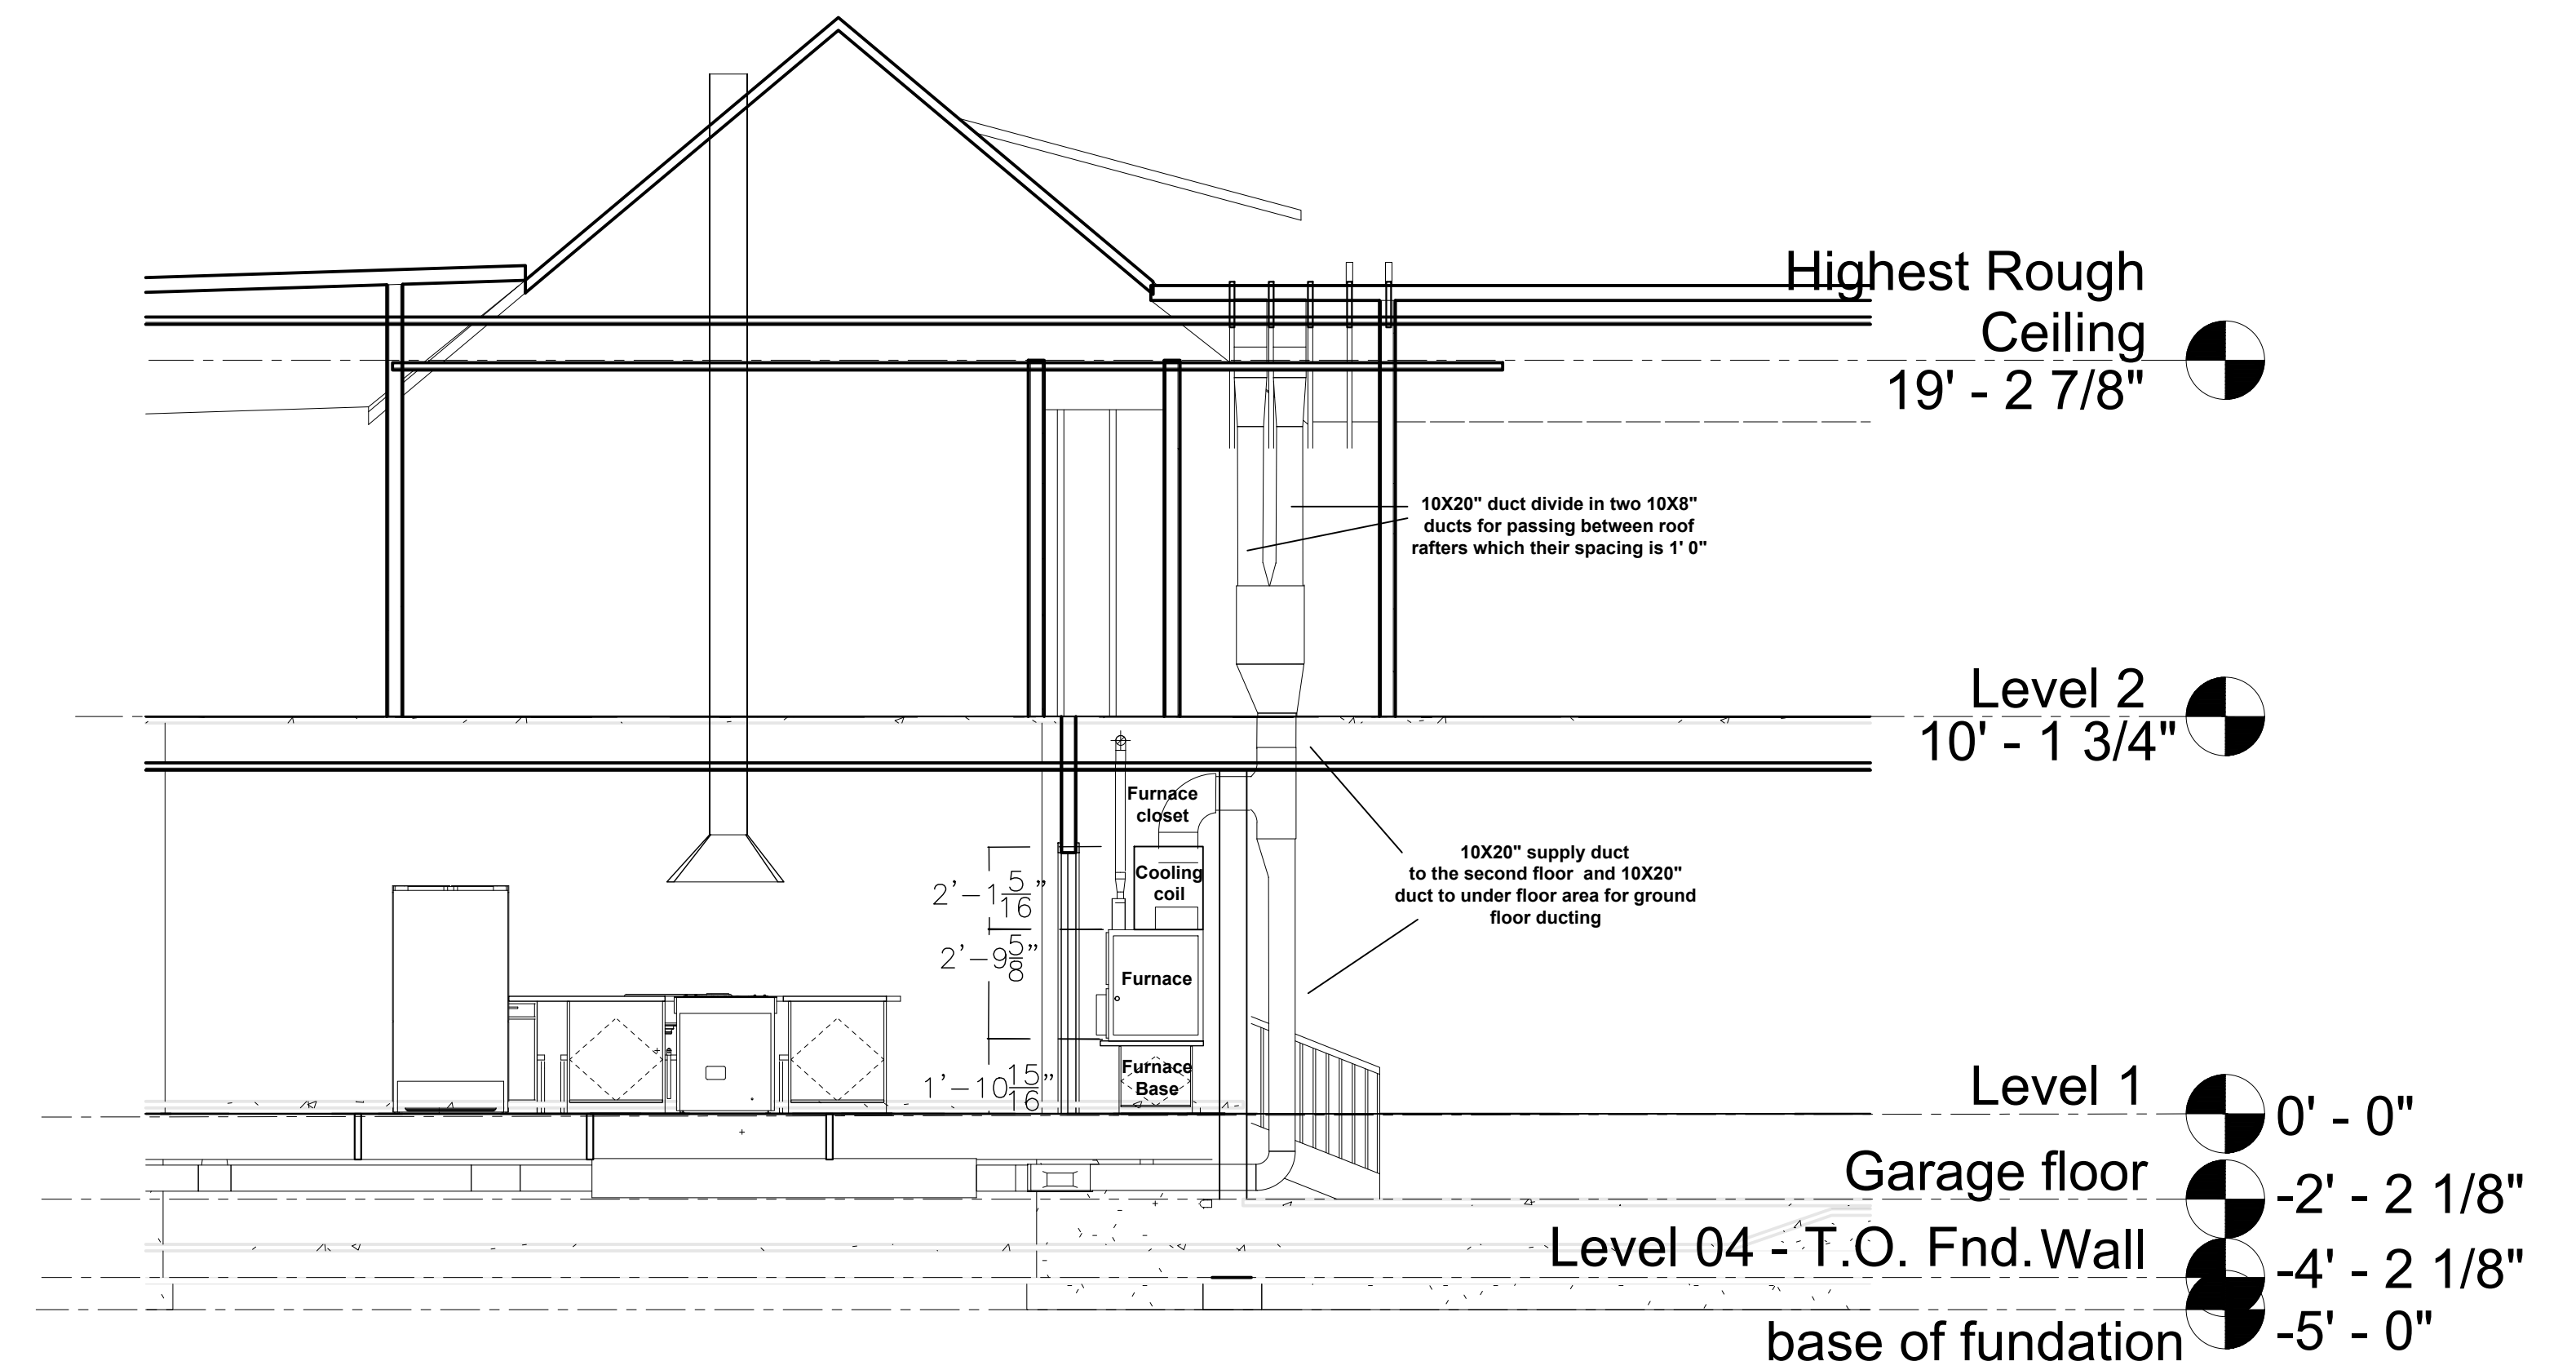 Highest Rough
Ceiling
19' - 2 7/8"
10X20" duct divide in two 10X8"
ducts for passing between roof
rafters which their spacing is 1' 0"
Level 2
10' - 1 3/4"
Furnace
closet
10X20" supply duct
to the second floor and 10X20"
duct to under floor area for ground
floor ducting
2'-1 5/16"
Cooling
coil
2'-9 5/8"
Furnace
1'-10 15/16"
Furnace
Base
Level 1
0' - 0"
Garage floor
-2' - 2 1/8"
Level 04 - T.O. Fnd. Wall
-4' - 2 1/8"
base of fundation
-5' - 0"